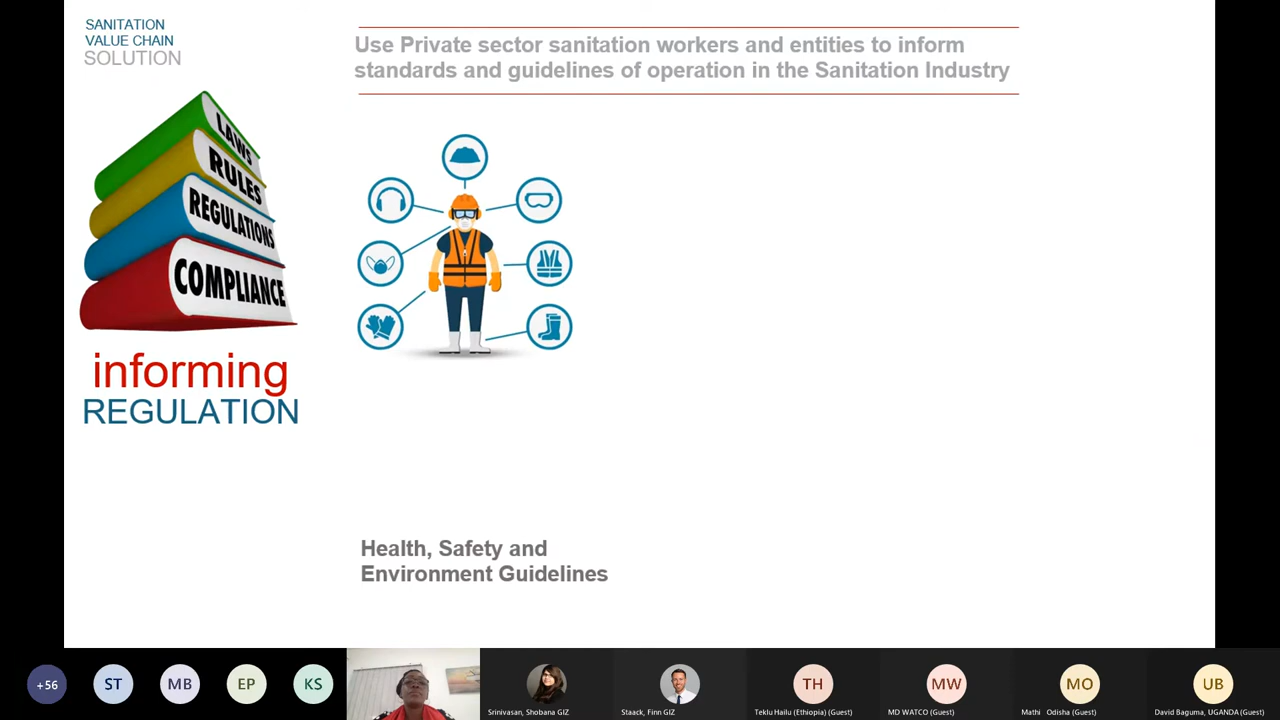 SANITATION
VALUE CHAIN
SOLUTION
Use Private sector sanitation workers and entities to inform
standards and guidelines of operation in the Sanitation Industry
LAWS
RULES
REGULATIONS
COMPLIANCE
informing
REGULATION
Health, Safety and
Environment Guidelines
+56
ST
MB
EP
KS
TH
MW
MO
UB
Srinivasan, Shobana GIZ
Staack, Finn GIZ
Teklu Hailu (Ethiopia) (Guest)
MD WATCO (Guest)
Mathi Odisha (Guest)
David Baguma, UGANDA (Guest)